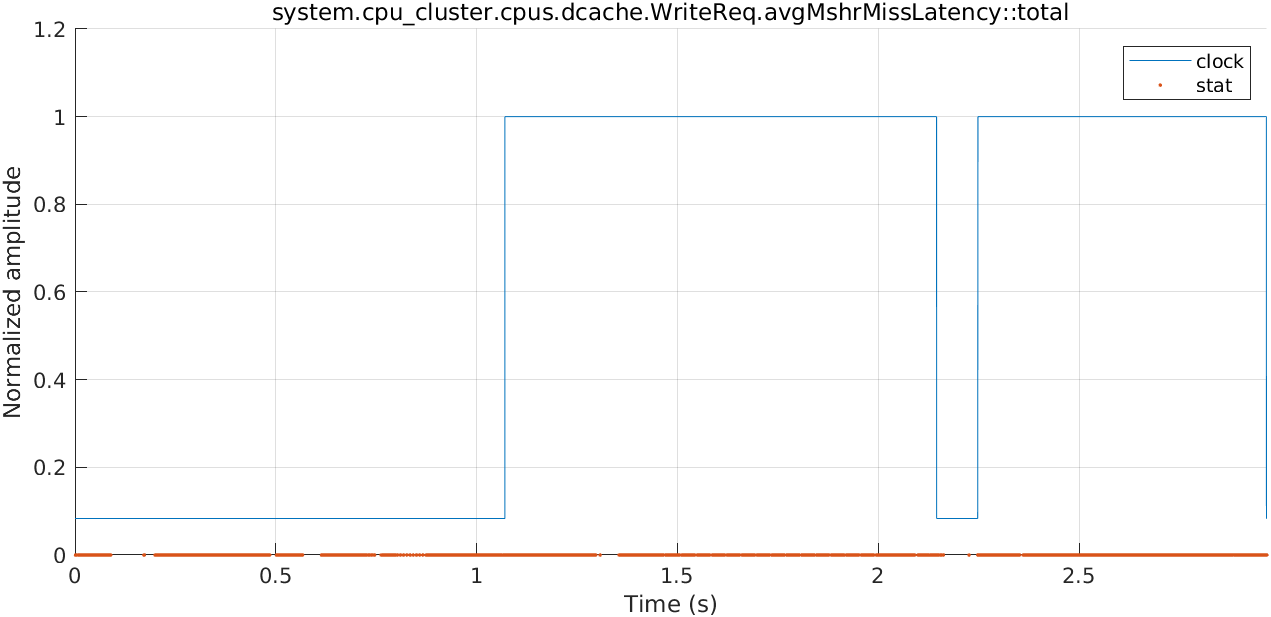 system.cpu_cluster.cpus.dcache.WriteReq.avgMshrMissLatency::total
1.2
1
0.8
0.6
0.4
0.2
0
Normalized amplitude
clock
stat
0 0.5 1 1.5 2 2.5
Time (s)